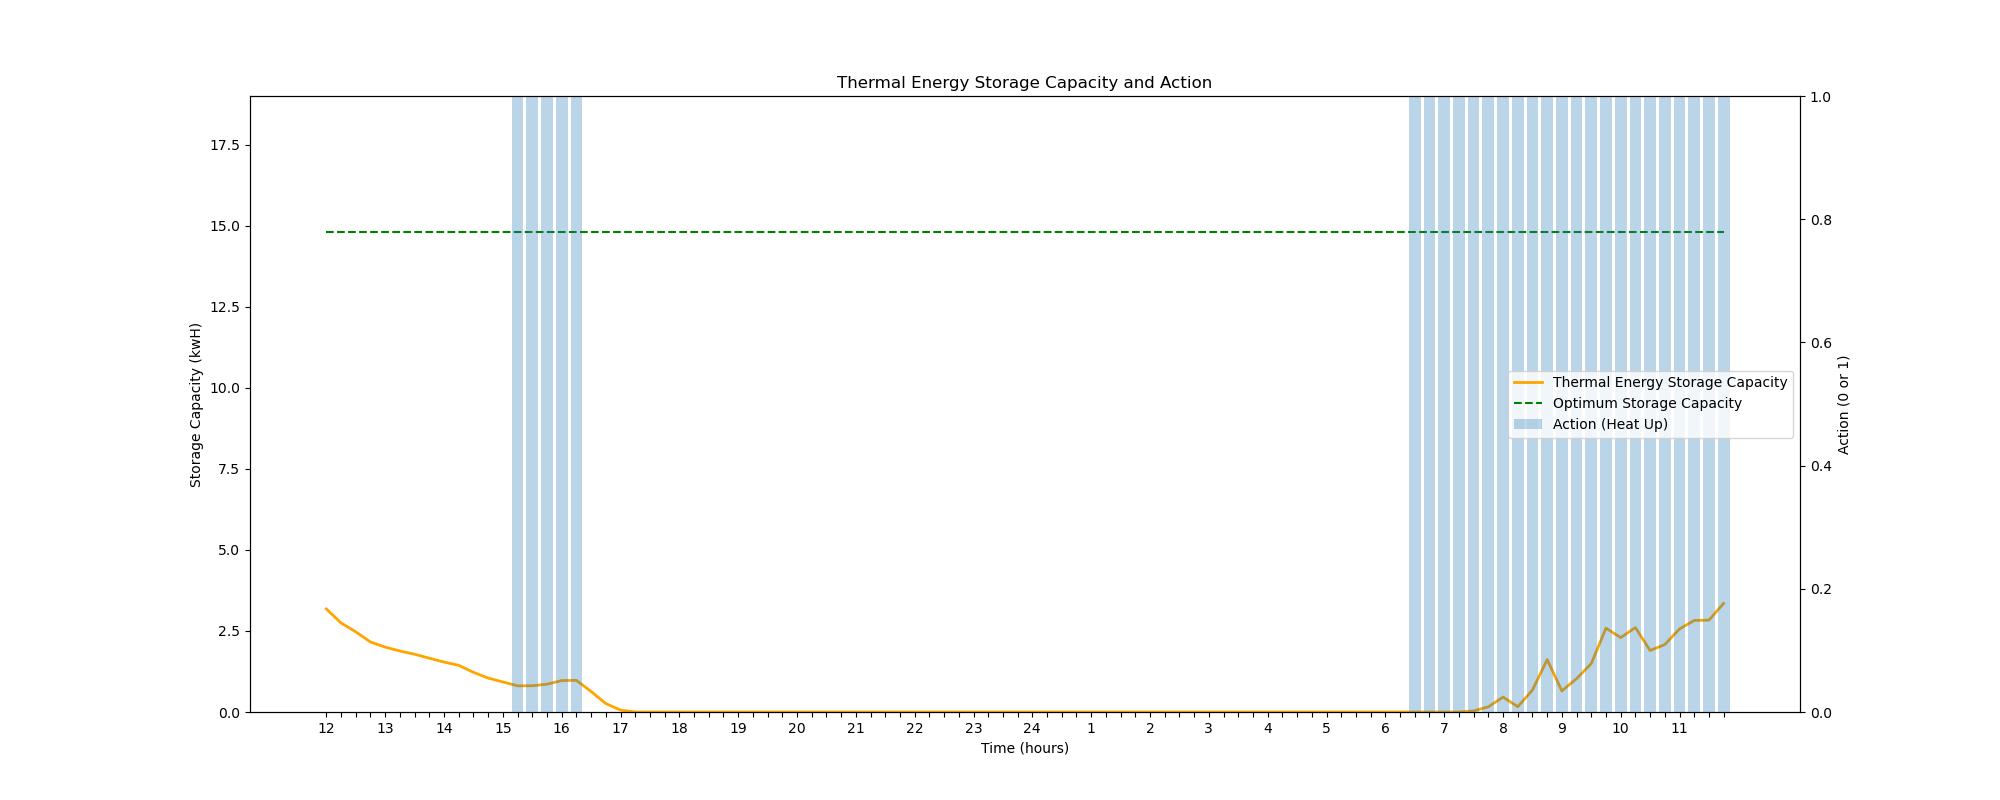 Thermal Energy Storage Capacity and Action
Storage Capacity (kwH)
17.5
15.0
12.5
10.0
7.5
5.0
2.5
0.0
1.0
0.8
0.6
0.4
0.2
0.0
Action (0 or 1)
Thermal Energy Storage Capacity
Optimum Storage Capacity
Action (Heat Up)
12 13 14 15 16 17 18 19 20 21 22 23 24 1 2 3 4 5 6 7 8 9 10 11
Time (hours)